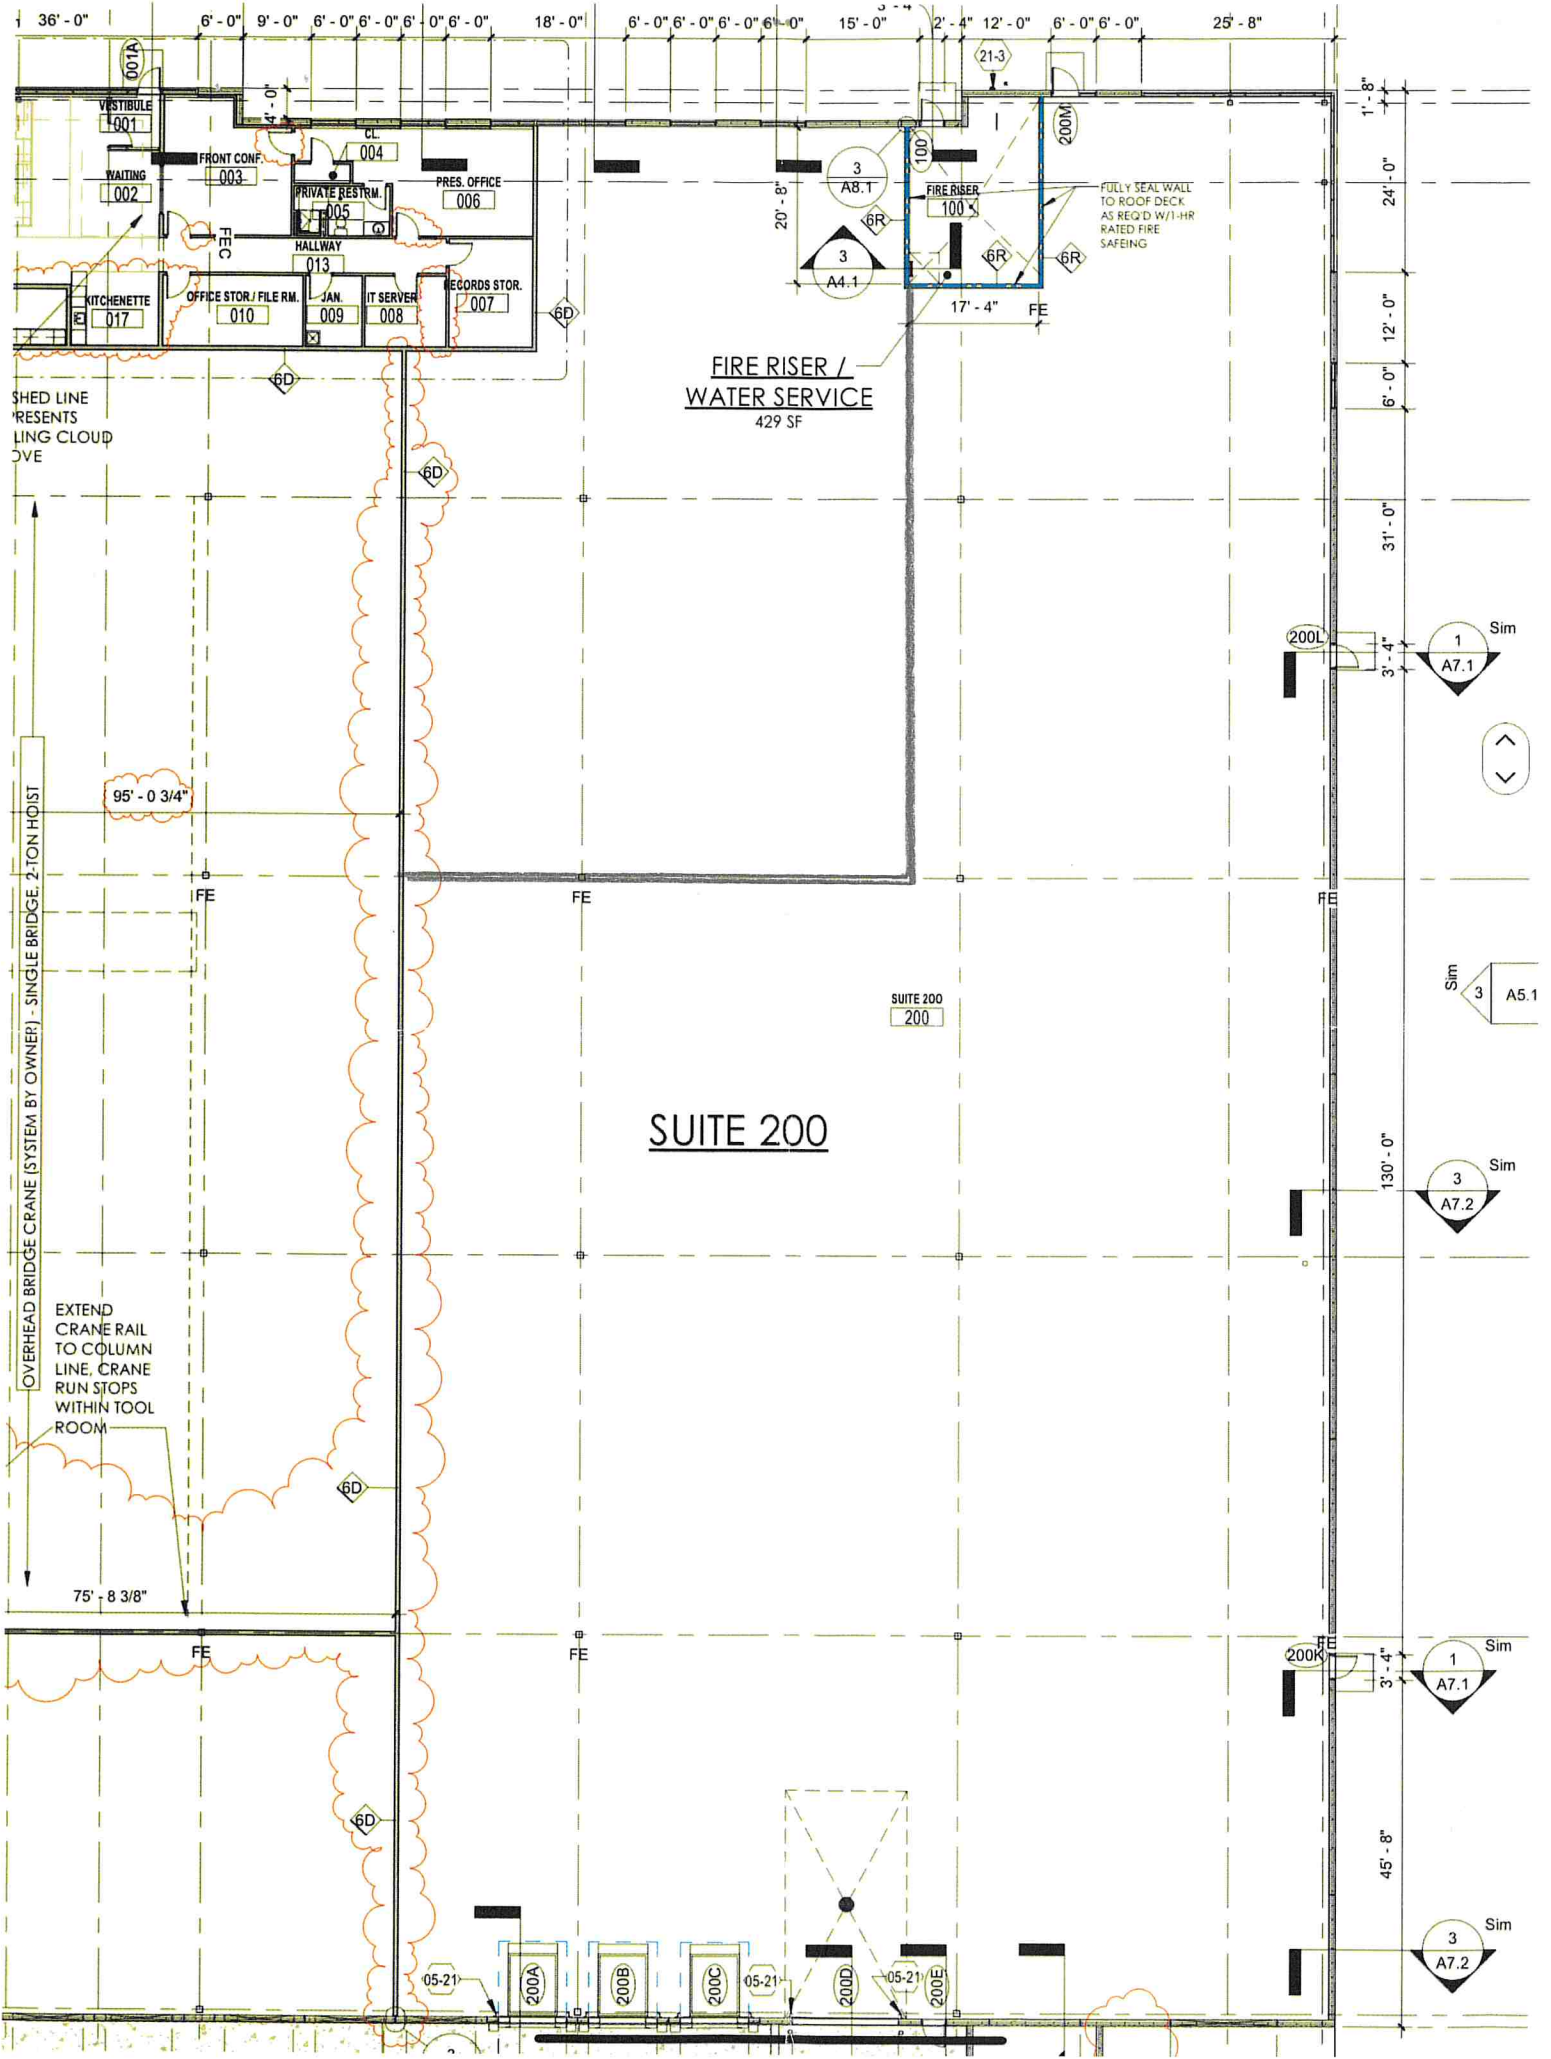 3' - 4"
36' - 0"
6' - 0"
9' - 0"
6' - 0"
6' - 0"
6' - 0"
6' - 0"
18' - 0"
6' - 0"
6' - 0"
6' - 0"
6' - 0"
15' - 0"
2' - 4"
12' - 0"
6' - 0"
6' - 0"
25' - 8"
001A
21-3
1' - 8"
4' - 0"
VESTIBULE
001
CL.
004
FRONT CONF.
003
WAITING
002
PRIVATE RESTRM.
005
PRES. OFFICE
006
HALLWAY
013
FEC
KITCHENETTE
017
OFFICE STOR./ FILE RM.
010
JAN.
009
IT SERVER
008
RECORDS STOR.
007
6D
6D
20' - 8"
3
A8.1
100
200M
FIRE RISER
100
6R
6R
6R
FULLY SEAL WALL
TO ROOF DECK
AS REQ'D W/1-HR
RATED FIRE
SAFEING
24' - 0"
3
A4.1
17' - 4"
FE
12' - 0"
6' - 0"
FIRE RISER /
WATER SERVICE
429 SF
SHED LINE
PRESENTS
LING CLOUD
OVE
6D
31' - 0"
200L
3' - 4"
1
A7.1
Sim
95' - 0 3/4"
OVERHEAD BRIDGE CRANE (SYSTEM BY OWNER) - SINGLE BRIDGE, 2-TON HOIST
FE
FE
FE
SUITE 200
200
Sim
3
A5.1
SUITE 200
130' - 0"
3
A7.2
Sim
EXTEND
CRANE RAIL
TO COLUMN
LINE, CRANE
RUN STOPS
WITHIN TOOL
ROOM
6D
75' - 8 3/8"
FE
FE
FE
200K
3' - 4"
1
A7.1
Sim
6D
45' - 8"
3
A7.2
Sim
05-21
200A
200B
200C
05-21
200D
05-21
200E